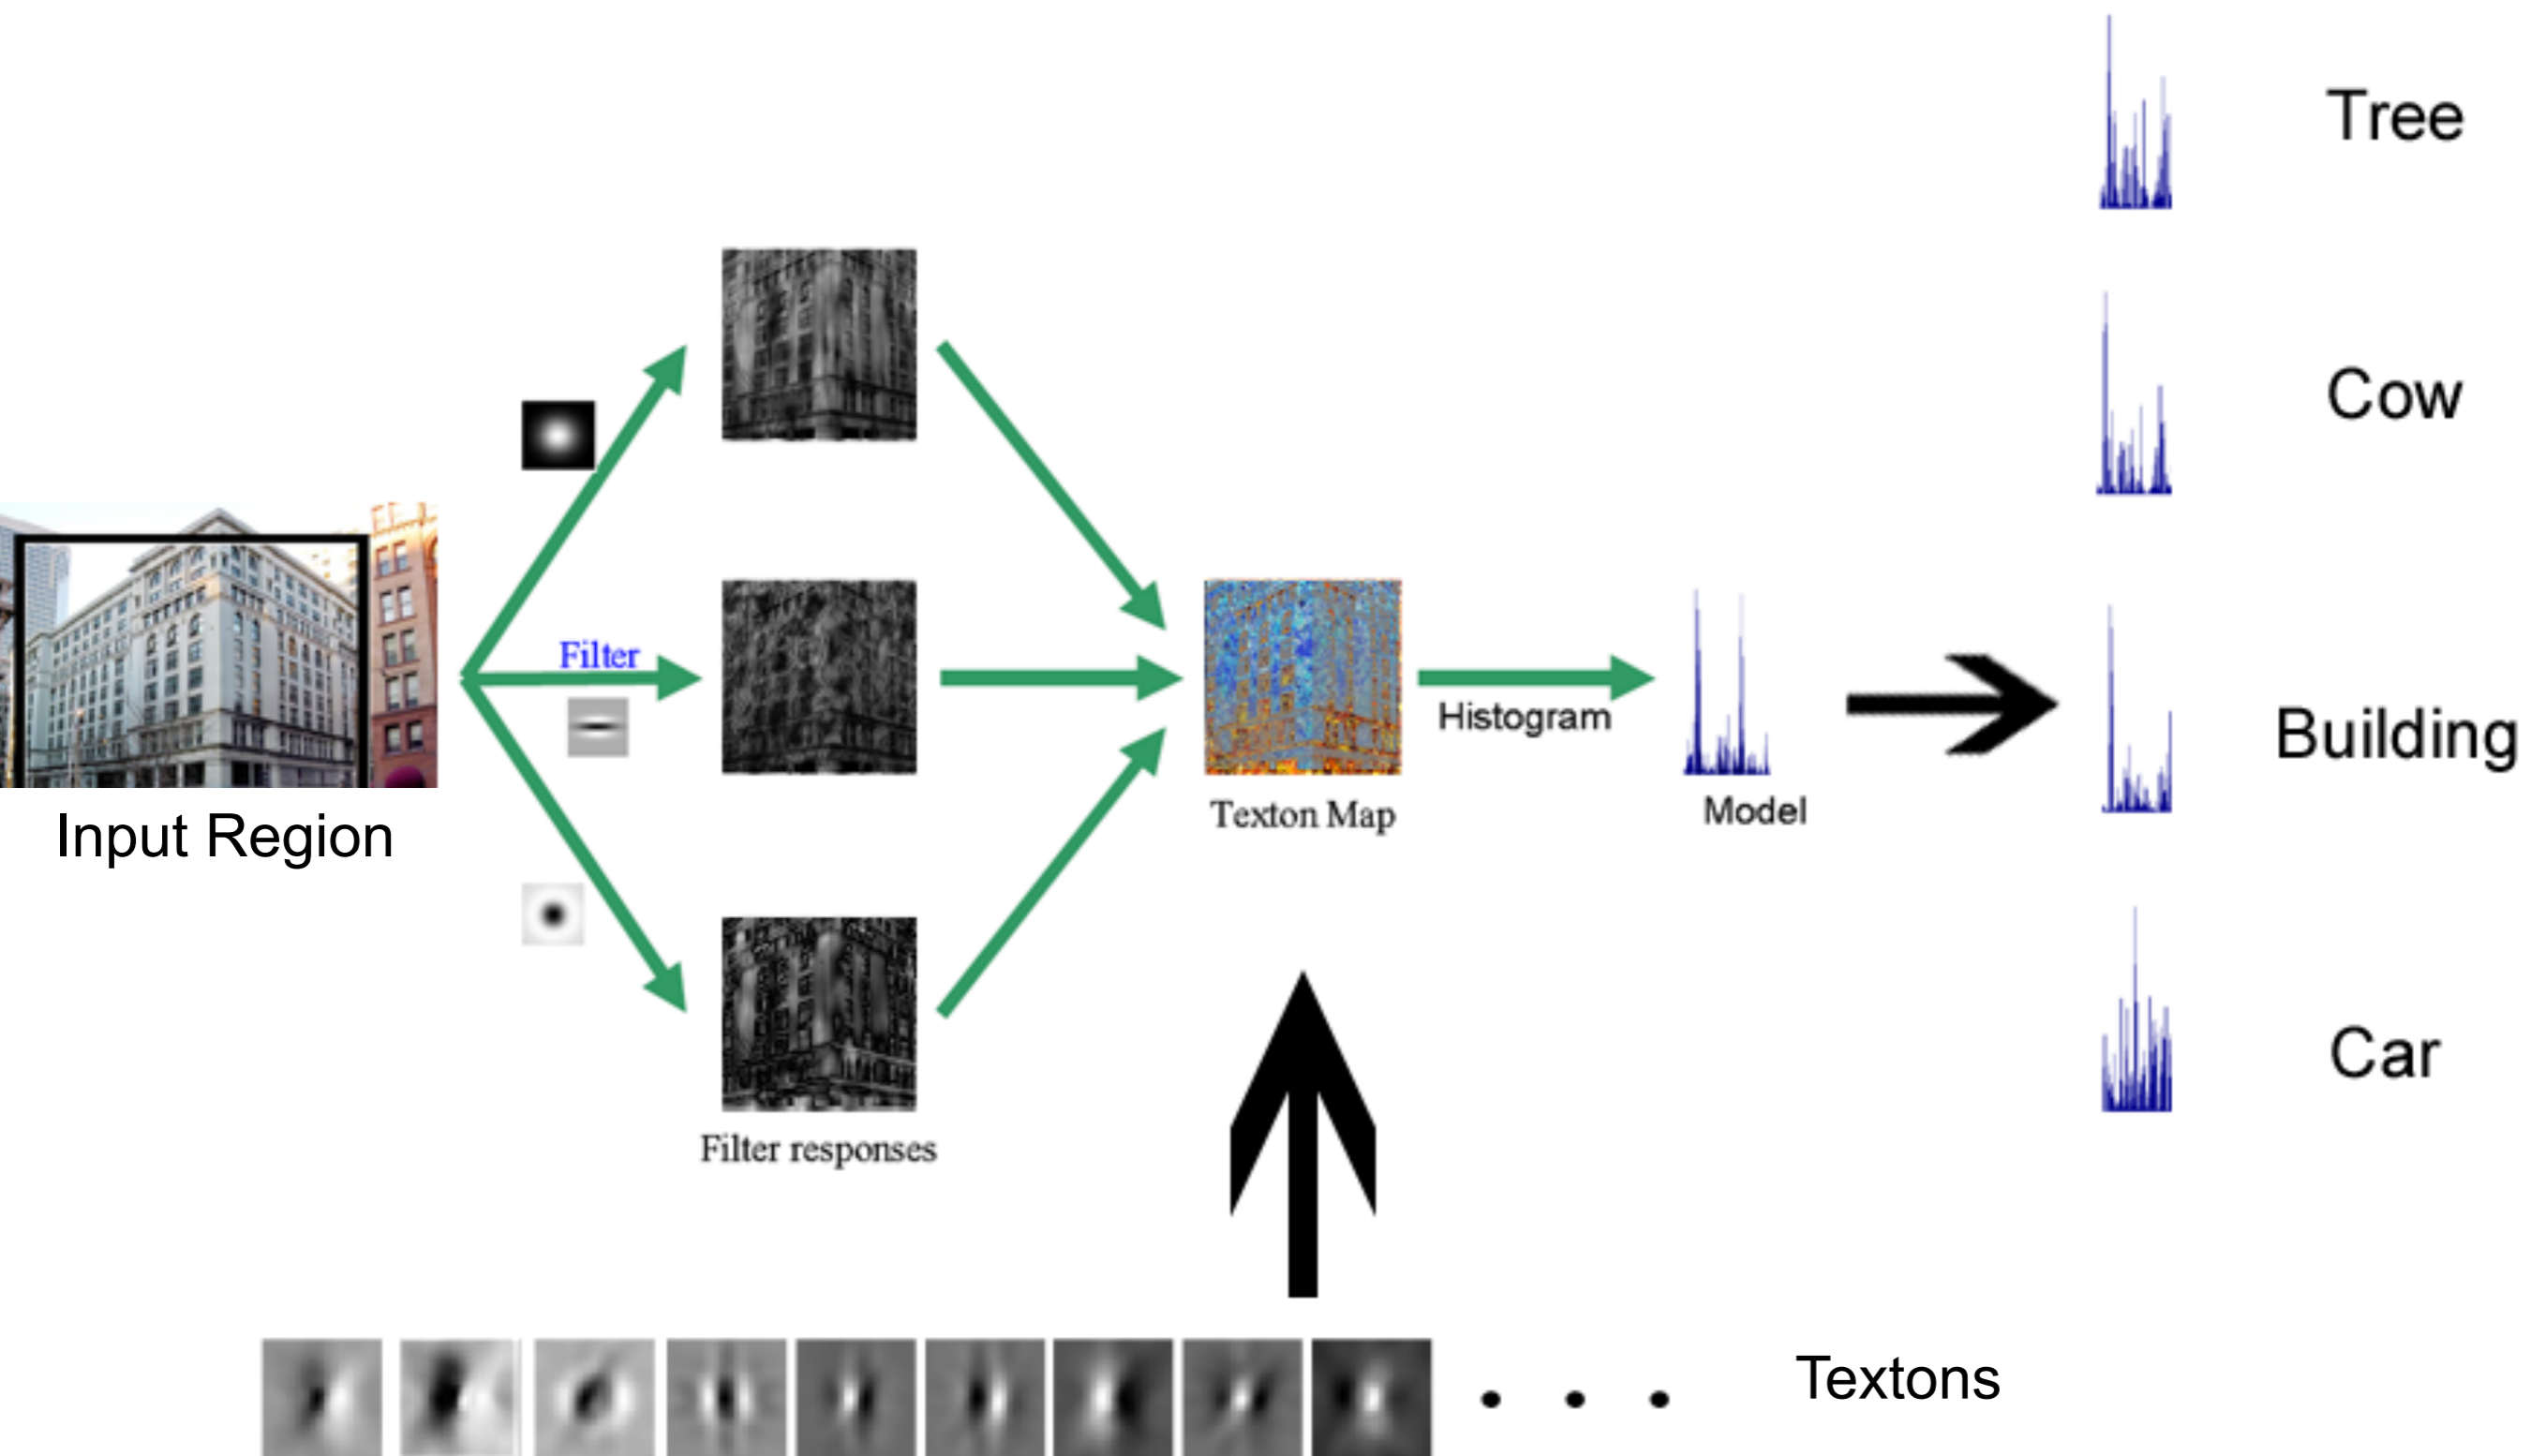 Tree
Cow
Filter
Histogram
Building
Model
Texton Map
Input Region
Car
Filter responses
Textons